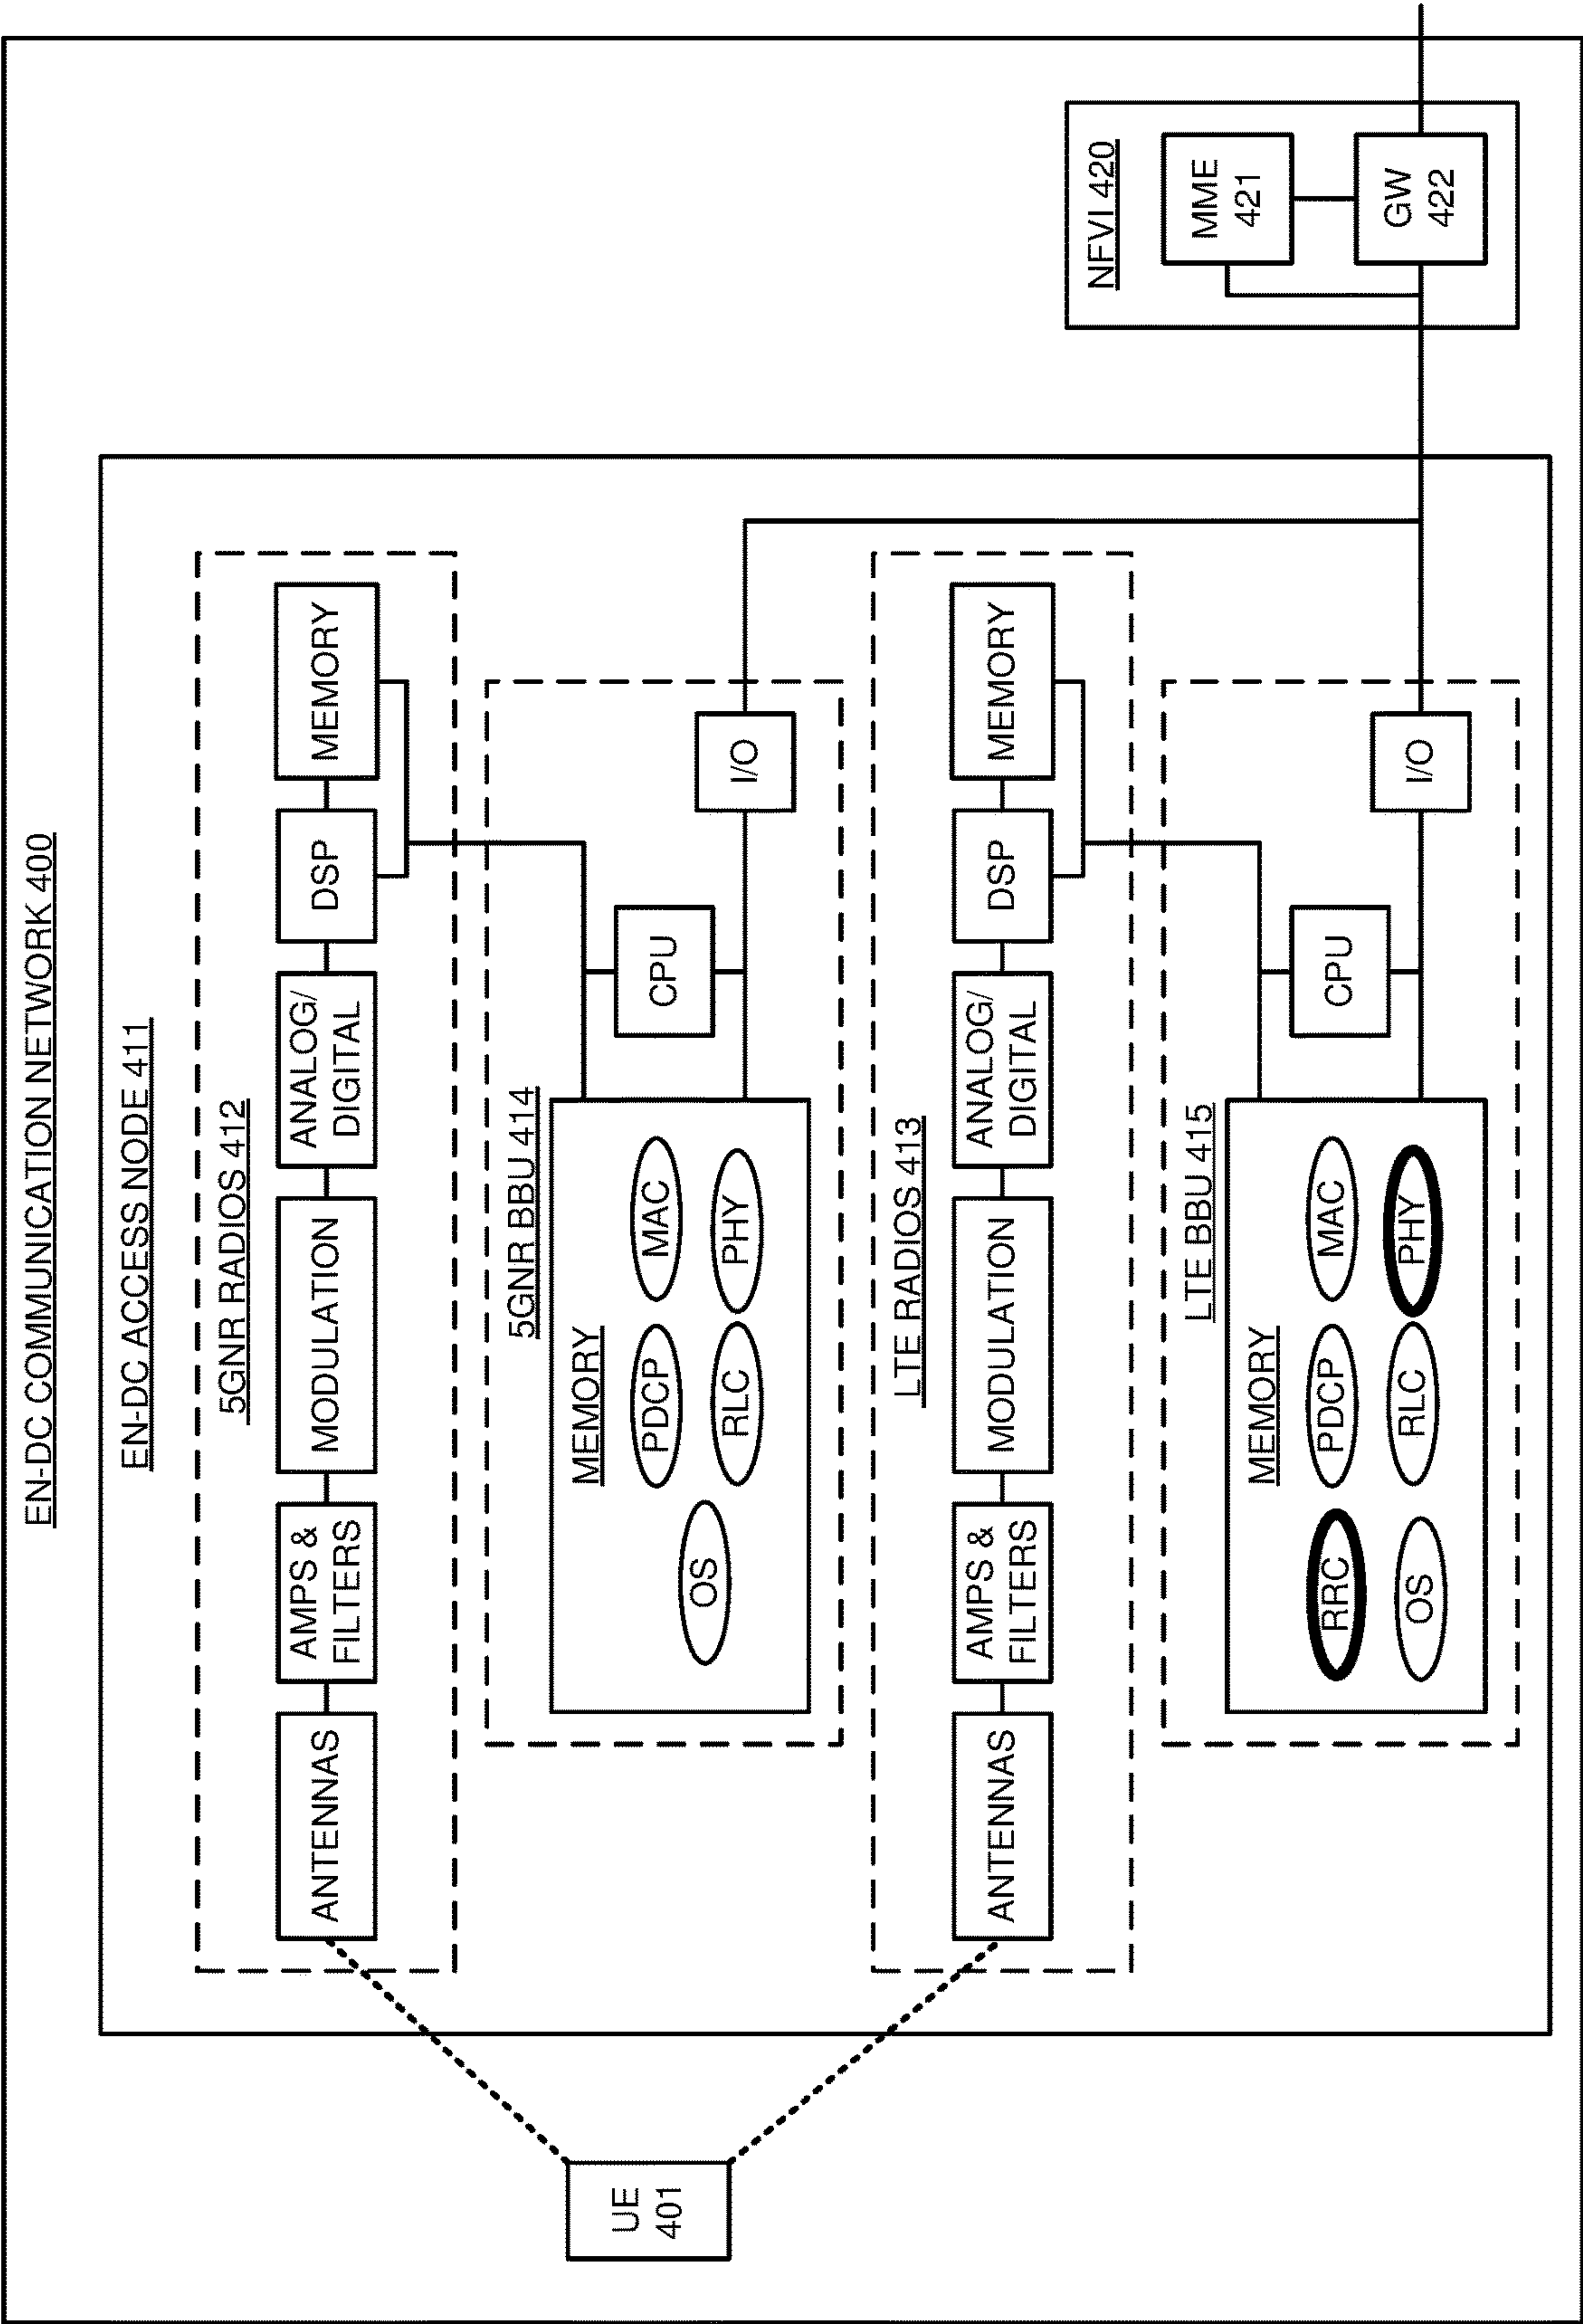 EN-DC COMMUNICATION NETWORK 400
EN-DC ACCESS NODE 411
5GNR RADIOS 412
ANTENNAS
AMPS &
FILTERS
MODULATION
ANALOG/
DIGITAL
DSP
MEMORY
5GNR BBU 414
MEMORY
OS
PDCP
MAC
RLC
PHY
CPU
I/O
UE
401
LTE RADIOS 413
ANTENNAS
AMPS &
FILTERS
MODULATION
ANALOG/
DIGITAL
DSP
MEMORY
LTE BBU 415
MEMORY
RRC
PDCP
MAC
OS
RLC
PHY
CPU
I/O
NFVI 420
MME
421
GW
422